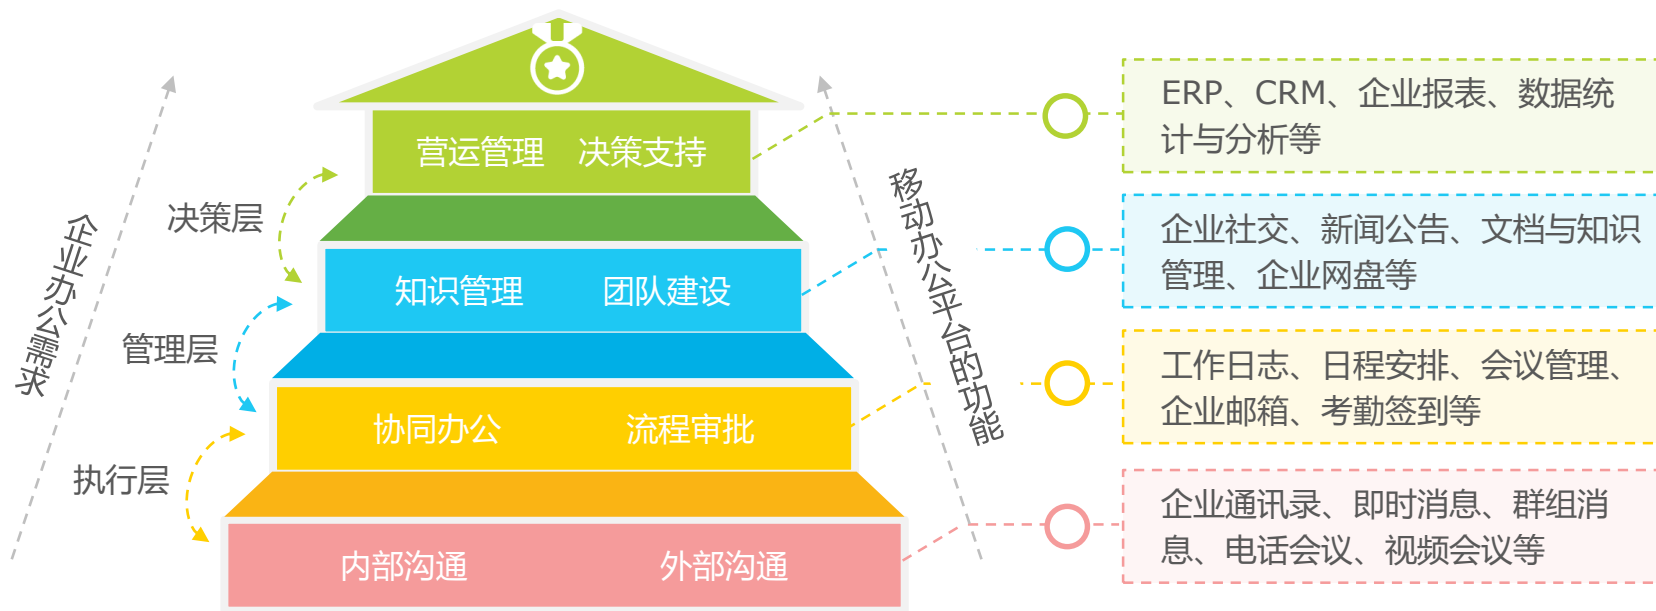 企业办公需求
决策层
管理层
执行层
营运管理 决策支持
知识管理 团队建设
协同办公 流程审批
内部沟通 外部沟通
移动办公平台的功能
ERP、CRM、企业报表、数据统
计与分析等
企业社交、新闻公告、文档与知识
管理、企业网盘等
工作日志、日程安排、会议管理、
企业邮箱、考勤签到等
企业通讯录、即时消息、群组消
息、电话会议、视频会议等